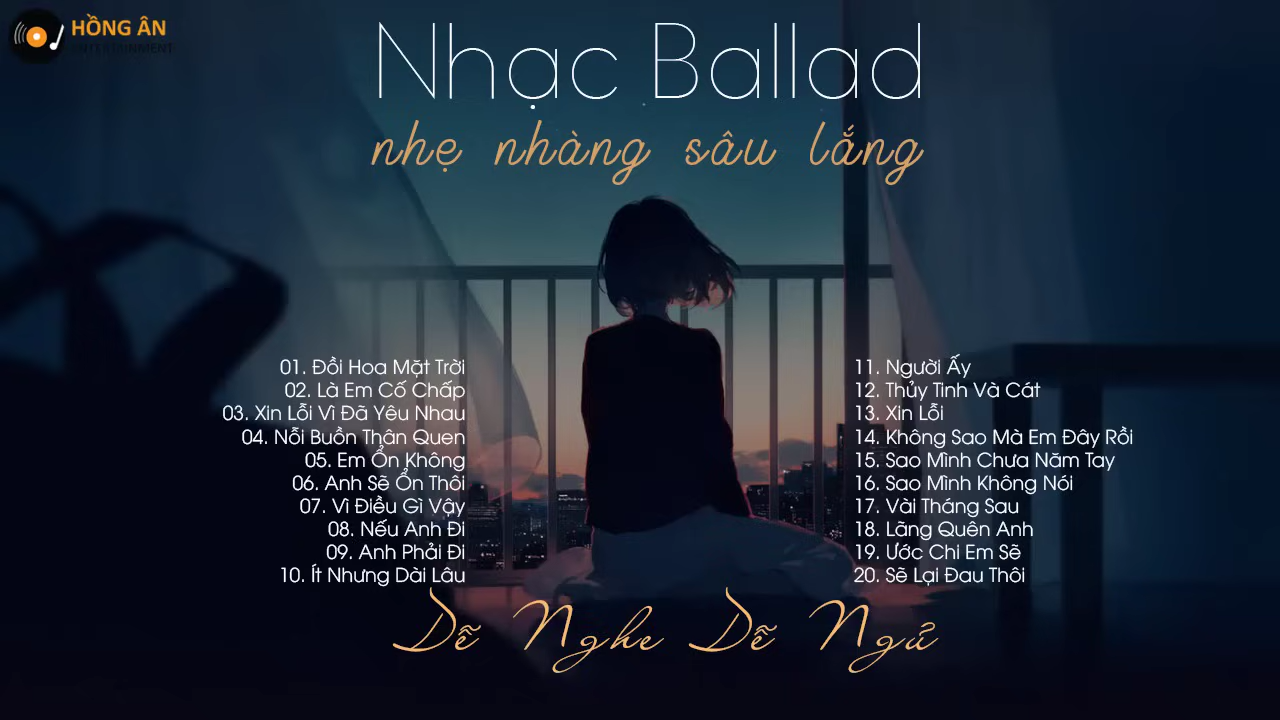 HỒNG ÂN
ENTERTAINMENT
Nhạc Ballad
nhẹ nhàng sâu lắng
01. Đồi Hoa Mặt Trời
02. Là Em Cố Chấp
03. Xin Lỗi Vì Đã Yêu Nhau
04. Nỗi Buồn Thân Quen
05. Em Ổn Không
06. Anh Sẽ Ổn Thôi
07. Vì Điều Gì Vậy
08. Nếu Anh Đi
09. Anh Phải Đi
10. Ít Nhưng Dài Lâu
11. Người Ấy
12. Thủy Tinh Và Cát
13. Xin Lỗi
14. Không Sao Mà Em Đây Rồi
15. Sao Mình Chưa Năm Tay
16. Sao Mình Không Nói
17. Vài Tháng Sau
18. Lãng Quên Anh
19. Ước Chi Em Sẽ
20. Sẽ Lại Đau Thôi
Dễ Nghe Dễ Ngủ